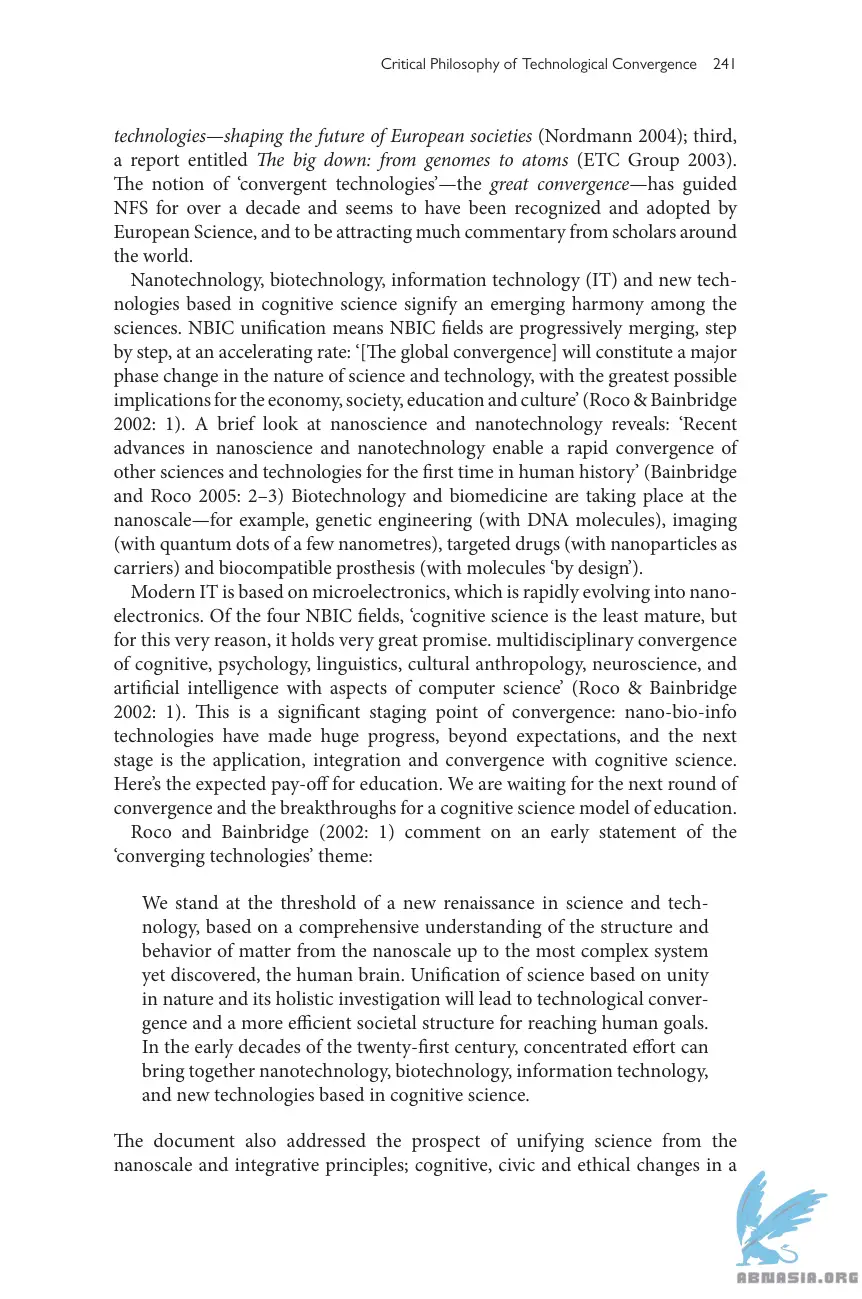 Critical Philosophy of Technological Convergence 241
technologies—shaping the future of European societies (Nordmann 2004); third,
a report entitled The big down: from genomes to atoms (ETC Group 2003).
The notion of ‘convergent technologies’—the great convergence—has guided
NFS for over a decade and seems to have been recognized and adopted by
European Science, and to be attracting much commentary from scholars around
the world.
Nanotechnology, biotechnology, information technology (IT) and new tech-
nologies based in cognitive science signify an emerging harmony among the
sciences. NBIC unification means NBIC fields are progressively merging, step
by step, at an accelerating rate: ‘[The global convergence] will constitute a major
phase change in the nature of science and technology, with the greatest possible
implications for the economy, society, education and culture’ (Roco & Bainbridge
2002: 1). A brief look at nanoscience and nanotechnology reveals: ‘Recent
advances in nanoscience and nanotechnology enable a rapid convergence of
other sciences and technologies for the first time in human history’ (Bainbridge
and Roco 2005: 2–3) Biotechnology and biomedicine are taking place at the
nanoscale—for example, genetic engineering (with DNA molecules), imaging
(with quantum dots of a few nanometres), targeted drugs (with nanoparticles as
carriers) and biocompatible prosthesis (with molecules ‘by design’).
Modern IT is based on microelectronics, which is rapidly evolving into nano-
electronics. Of the four NBIC fields, ‘cognitive science is the least mature, but
for this very reason, it holds very great promise. multidisciplinary convergence
of cognitive, psychology, linguistics, cultural anthropology, neuroscience, and
artificial intelligence with aspects of computer science’ (Roco & Bainbridge
2002: 1). This is a significant staging point of convergence: nano-bio-info
technologies have made huge progress, beyond expectations, and the next
stage is the application, integration and convergence with cognitive science.
Here’s the expected pay-off for education. We are waiting for the next round of
convergence and the breakthroughs for a cognitive science model of education.
Roco and Bainbridge (2002: 1) comment on an early statement of the
‘converging technologies’ theme:
We stand at the threshold of a new renaissance in science and tech-
nology, based on a comprehensive understanding of the structure and
behavior of matter from the nanoscale up to the most complex system
yet discovered, the human brain. Unification of science based on unity
in nature and its holistic investigation will lead to technological conver-
gence and a more efficient societal structure for reaching human goals.
In the early decades of the twenty-first century, concentrated effort can
bring together nanotechnology, biotechnology, information technology,
and new technologies based in cognitive science.
The document also addressed the prospect of unifying science from the
nanoscale and integrative principles; cognitive, civic and ethical changes in a
ABNASIA.ORG